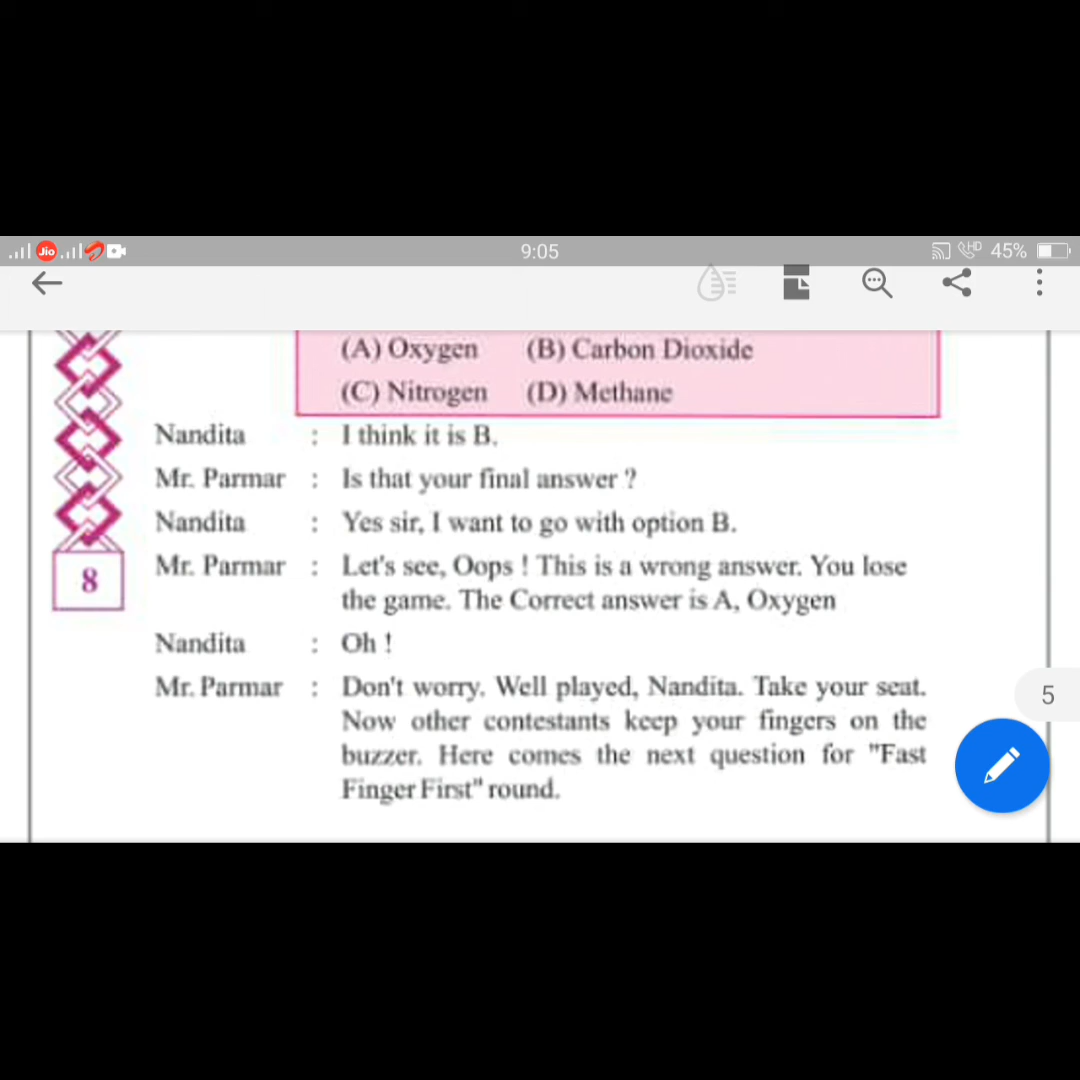 Jio 9:05 HD 45%
(A) Oxygen (B) Carbon Dioxide
(C) Nitrogen (D) Methane
Nandita : I think it is B.
Mr. Parmar : Is that your final answer ?
Nandita : Yes sir, I want to go with option B.
Mr. Parmar : Let's see, Oops ! This is a wrong answer. You lose
the game. The Correct answer is A, Oxygen
8
Nandita : Oh !
Mr. Parmar : Don't worry. Well played, Nandita. Take your seat.
Now other contestants keep your fingers on the
buzzer. Here comes the next question for "Fast
Finger First" round.
5